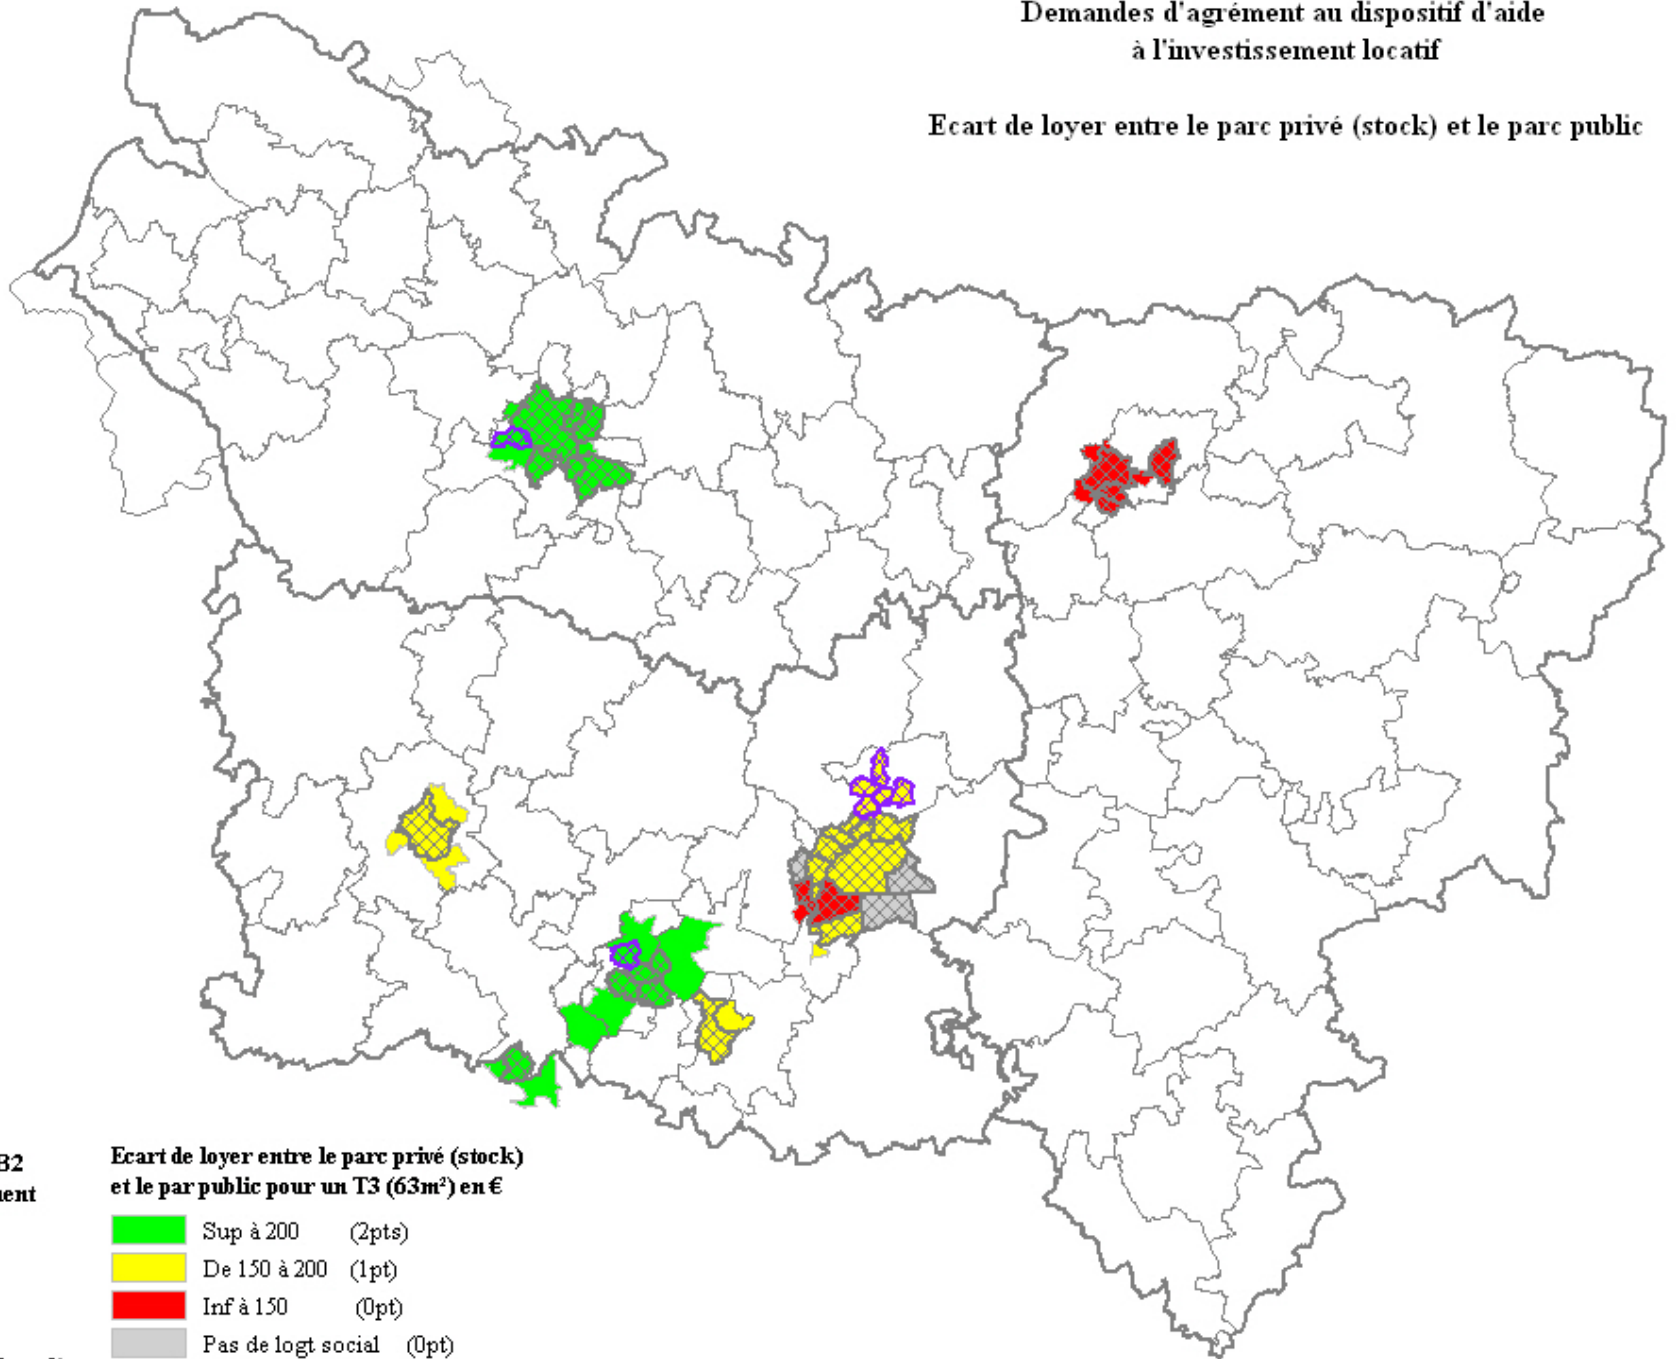 Demandes d'agrément au dispositif d'aide
à l'investissement locatif
Ecart de loyer entre le parc privé (stock) et le parc public
B2
Ecart de loyer entre le parc privé (stock)
et le par public pour un T3 (63m²) en €
Sup à 200 (2pts)
De 150 à 200 (1pt)
Inf à 150 (0pt)
Pas de logt social (0pt)